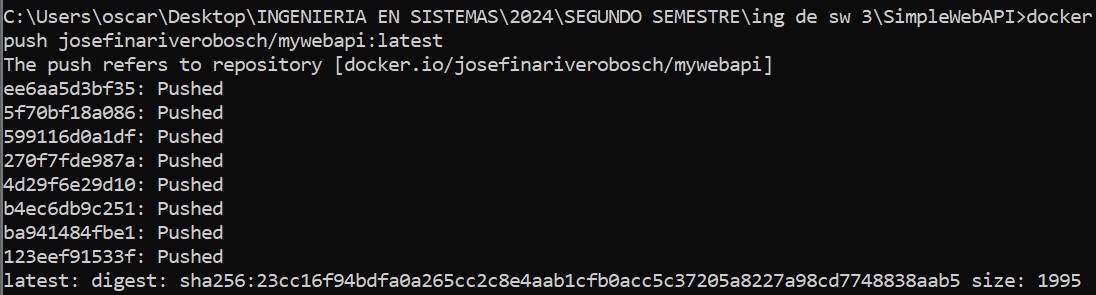 C:\Users\oscar\Desktop\INGENIERIA EN SISTEMAS\2024\SEGUNDO SEMESTRE\ing de sw 3\SimpleWebAPI>docker
push josefinariverobosch/mywebapi:latest
The push refers to repository [docker.io/josefinariverobosch/mywebapi]
ee6aa5d3bf35: Pushed
5f70bf18a086: Pushed
599116d0a1df: Pushed
270f7fde987a: Pushed
4d29f6e29d10: Pushed
b4ec6db9c251: Pushed
ba941484fbe1: Pushed
123eef91533f: Pushed
latest: digest: sha256:23cc16f94bdfa0a265cc2c8e4aab1cfb0acc5c37205a8227a98cd7748838aab5 size: 1995